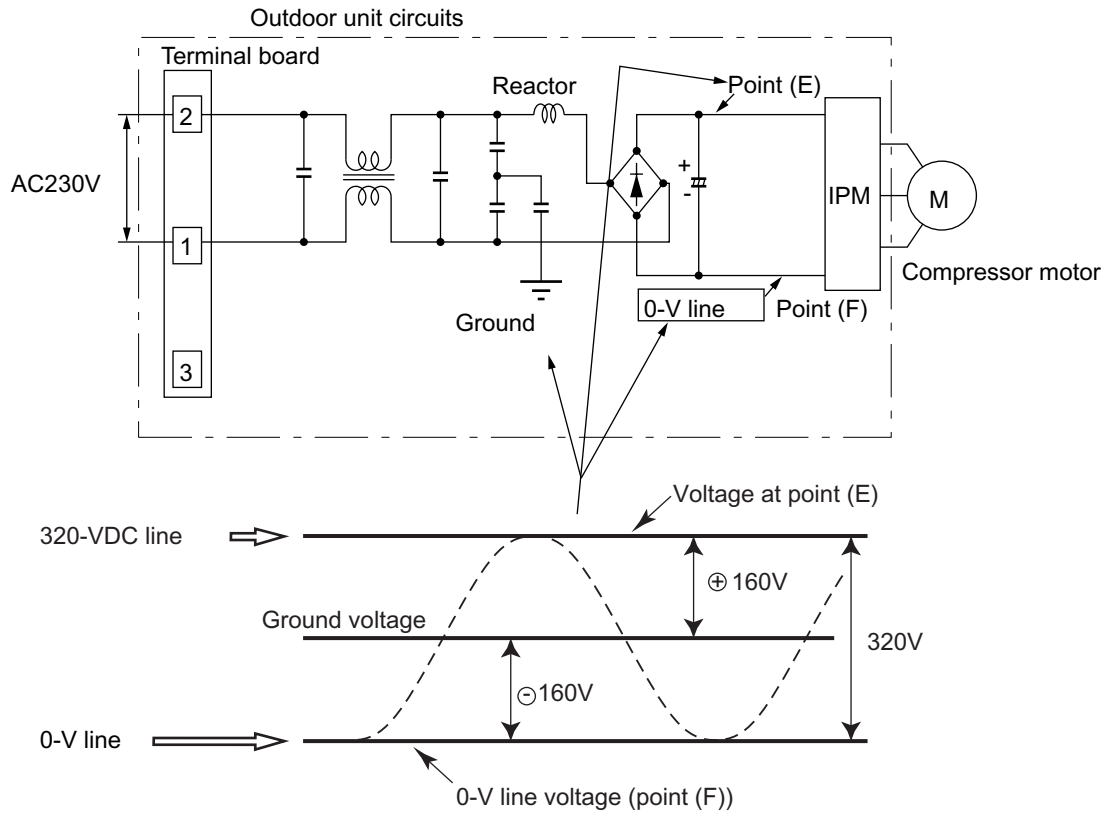 Outdoor unit circuits
Terminal board
Reactor
Point (E)
2
AC230V
+
-
IPM
M
1
Compressor motor
0-V line
Point (F)
Ground
3
Voltage at point (E)
320-VDC line
⊕ 160V
Ground voltage
320V
⊖ 160V
0-V line
0-V line voltage (point (F))